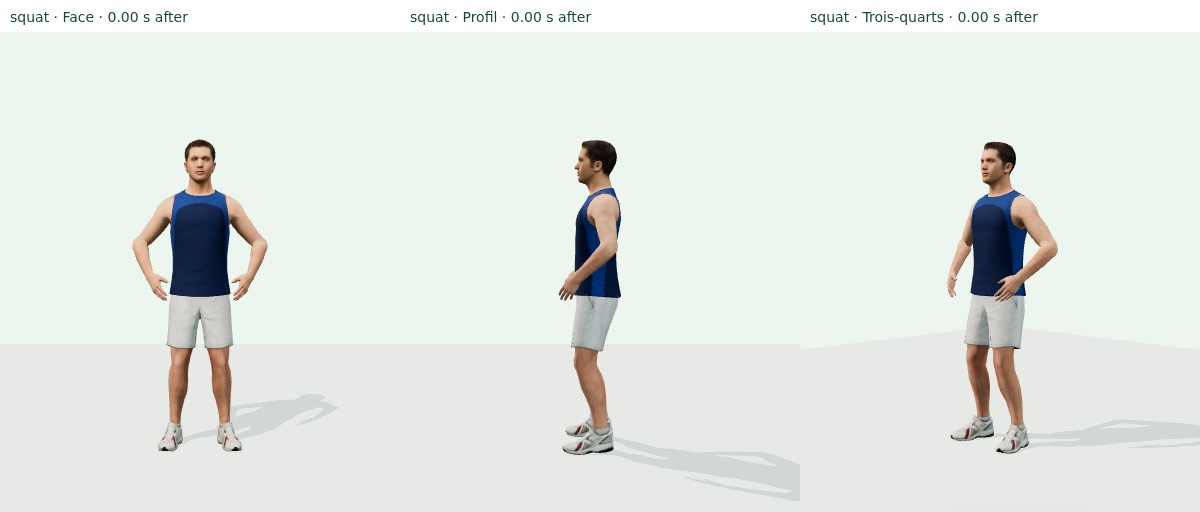 squat · Face · 0.00 s after
squat · Profil · 0.00 s after
squat · Trois-quarts · 0.00 s after